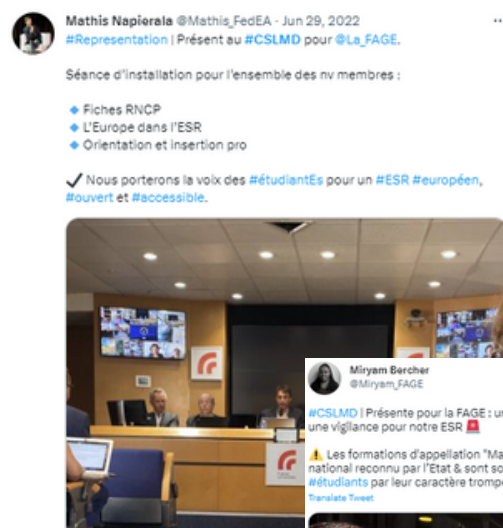 Mathis Napierala @Mathis_FedEA · Jun 29, 2022
#Representation | Présent au #CSLMD pour @La_FAGE.
Séance d'installation pour l'ensemble des nv membres :
Fiches RNCP
L'Europe dans l'ESR
Orientation et insertion pro
Nous porterons la voix des #étudiantEs pour un #ESR #européen,
#ouvert et #accessible.
Miryam Bercher
@Miryam_FAGE
#CSLMD | Présente pour la FAGE : un
une vigilance pour notre ESR
Les formations d'appellation "Ma
national reconnu par l'Etat & sont so
#étudiants par leur caractère trompe
Translate Tweet